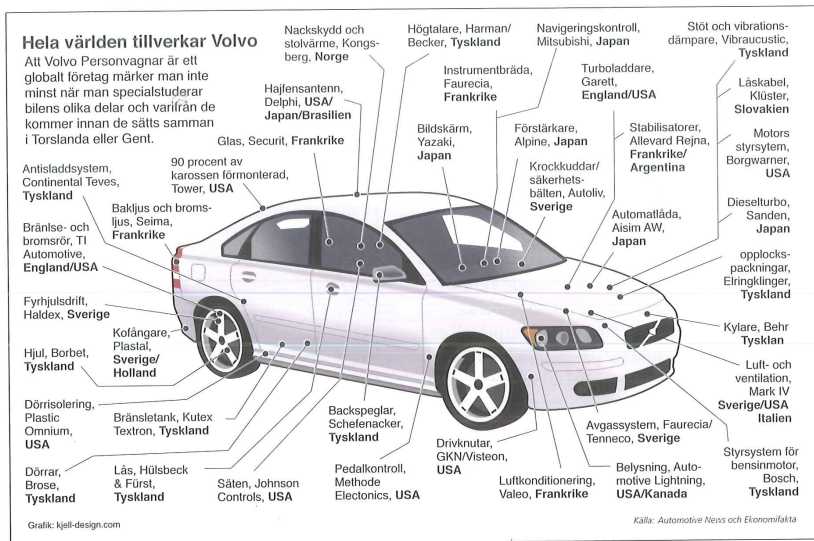 Hela världen tillverkar Volvo
Att Volvo Personvagnar är ett
globalt företag märker man inte
minst när man specialstuderar
bilens olika delar och varifrån de
kommer innan de sätts samman
i Torslanda eller Gent.
Nackskydd och
stolvärme, Kongs-
berg, Norge
Högtalare, Harman/
Becker, Tyskland
Navigeringskontroll,
Mitsubishi, Japan
Stöt och vibrations-
dämpare, Vibraucustic,
Tyskland
Hajfensantenn,
Delphi, USA/
Japan/Brasilien
Instrumentbräda,
Faurecia,
Frankrike
Turboladdare,
Garett,
England/USA
Låskabel,
Klüster,
Slovakien
Glas, Securit, Frankrike
Bildskärm,
Yazaki,
Japan
Förstärkare,
Alpine, Japan
Stabilisatorer,
Allevard Rejna,
Frankrike/
Argentina
Motors
styrsytem,
Borgwarner,
USA
Antisladdsystem,
Continental Teves,
Tyskland
90 procent av
karossen förmonterad,
Tower, USA
Krockkuddar/
säkerhets-
bälten, Autoliv,
Sverige
Bakljus och broms-
ljus, Seima,
Frankrike
Automatlåda,
Aisim AW,
Japan
Dieselturbo,
Sanden,
Japan
Bränlse- och
bromsrör, TI
Automotive,
England/USA
opplocks-
packningar,
Elringklinger,
Tyskland
Fyrhjulsdrift,
Haldex, Sverige
Kofångare,
Plastal,
Sverige/
Holland
Kylare, Behr
Tysklan
Hjul, Borbet,
Tyskland
Luft- och
ventilation,
Mark IV
Sverige/USA
Italien
Dörrisolering,
Plastic
Omnium,
USA
Bränsletank, Kutex
Textron, Tyskland
Backspeglar,
Schefenacker,
Tyskland
Drivknutar,
GKN/Visteon,
USA
Avgassystem, Faurecia/
Tenneco, Sverige
Dörrar,
Brose,
Tyskland
Lås, Hülsbeck
& Fürst,
Tyskland
Säten, Johnson
Controls, USA
Pedalkontroll,
Methode
Electonics, USA
Luftkonditionering,
Valeo, Frankrike
Belysning, Auto-
motive Lightning,
USA/Kanada
Styrsystem för
bensinmotor,
Bosch,
Tyskland
Grafik: kjell-design.com
Källa: Automotive News och Ekonomifakta